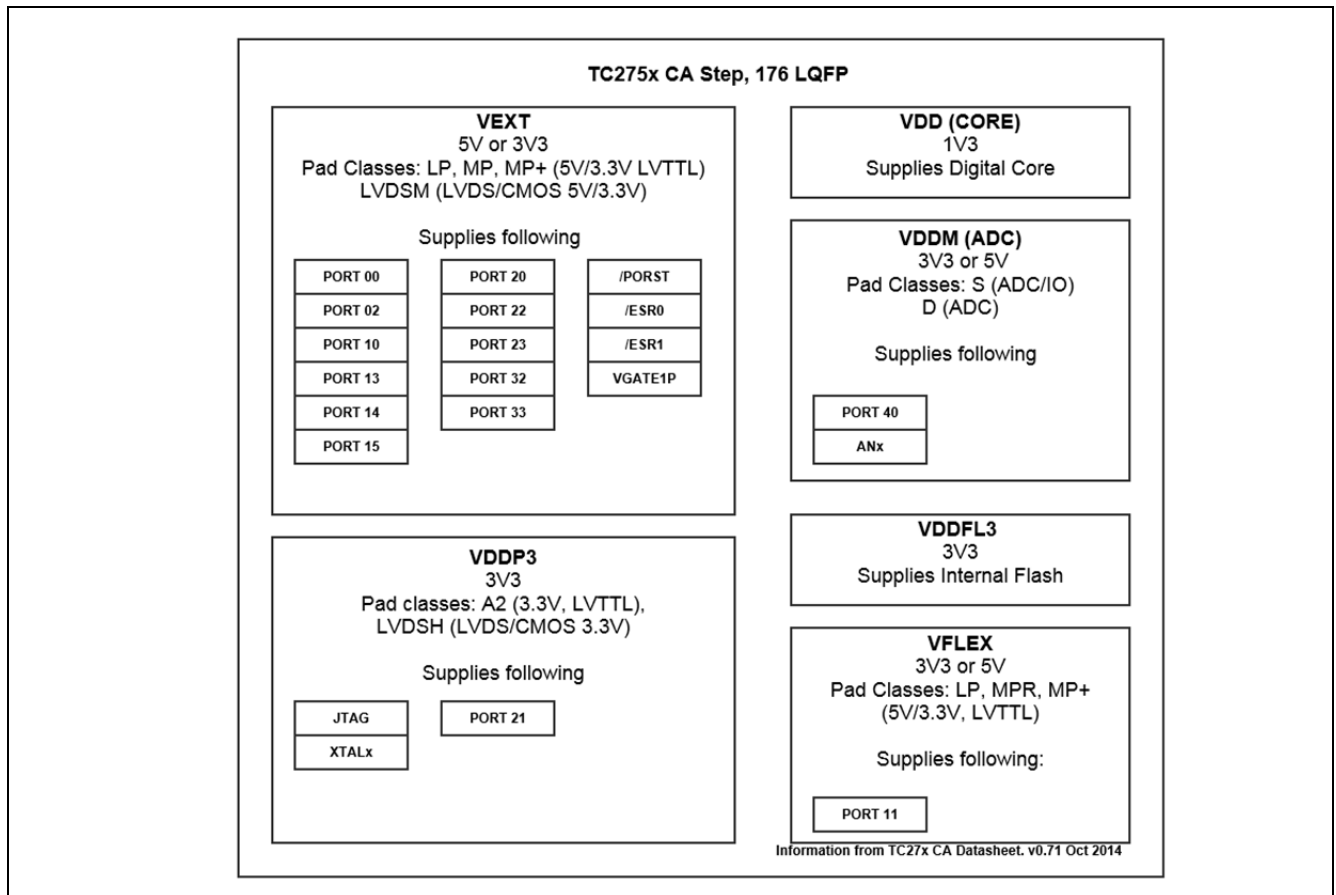 TC275x CA Step, 176 LQFP
VEXT
5V or 3V3
Pad Classes: LP, MP, MP+ (5V/3.3V LVTTL)
LVDSM (LVDS/CMOS 5V/3.3V)
Supplies following
PORT 00
PORT 02
PORT 10
PORT 13
PORT 14
PORT 15
PORT 20
PORT 22
PORT 23
PORT 32
PORT 33
/PORST
/ESR0
/ESR1
VGATE1P
VDDP3
3V3
Pad classes: A2 (3.3V, LVTTL),
LVDSH (LVDS/CMOS 3.3V)
Supplies following
JTAG
XTALx
PORT 21
VDD (CORE)
1V3
Supplies Digital Core
VDDM (ADC)
3V3 or 5V
Pad Classes: S (ADC/IO)
D (ADC)
Supplies following
PORT 40
ANx
VDDFL3
3V3
Supplies Internal Flash
VFLEX
3V3 or 5V
Pad Classes: LP, MPR, MP+
(5V/3.3V, LVTTL)
Supplies following:
PORT 11
Information from TC27x CA Datasheet. v0.71 Oct 2014